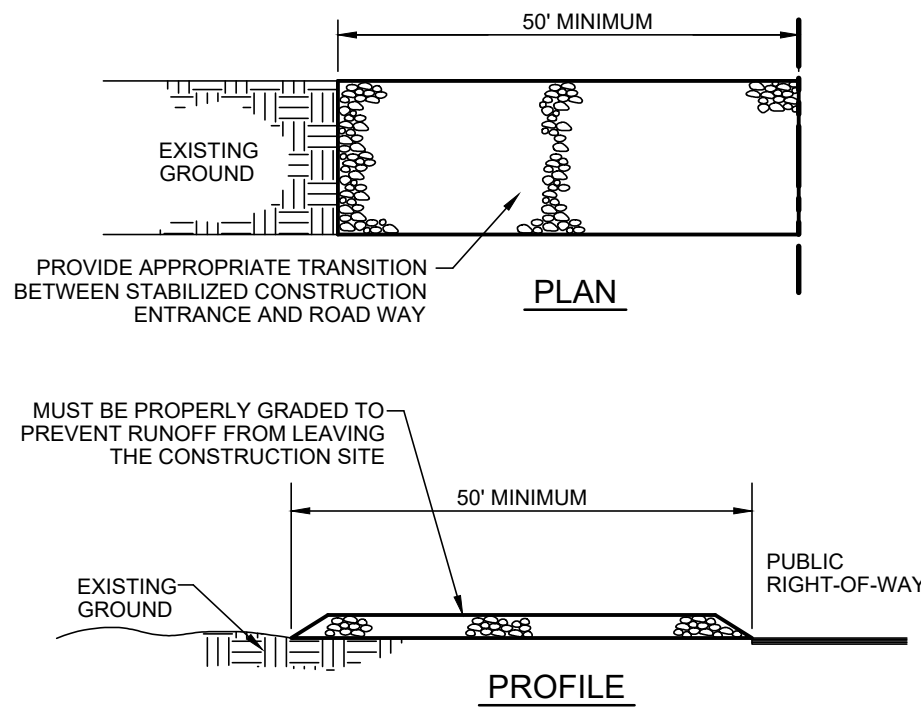 50' MINIMUM
EXISTING
GROUND
PROVIDE APPROPRIATE TRANSITION
BETWEEN STABILIZED CONSTRUCTION
ENTRANCE AND ROAD WAY
PLAN
MUST BE PROPERLY GRADED TO
PREVENT RUNOFF FROM LEAVING
THE CONSTRUCTION SITE
50' MINIMUM
EXISTING
GROUND
PUBLIC
RIGHT-OF-WAY
PROFILE